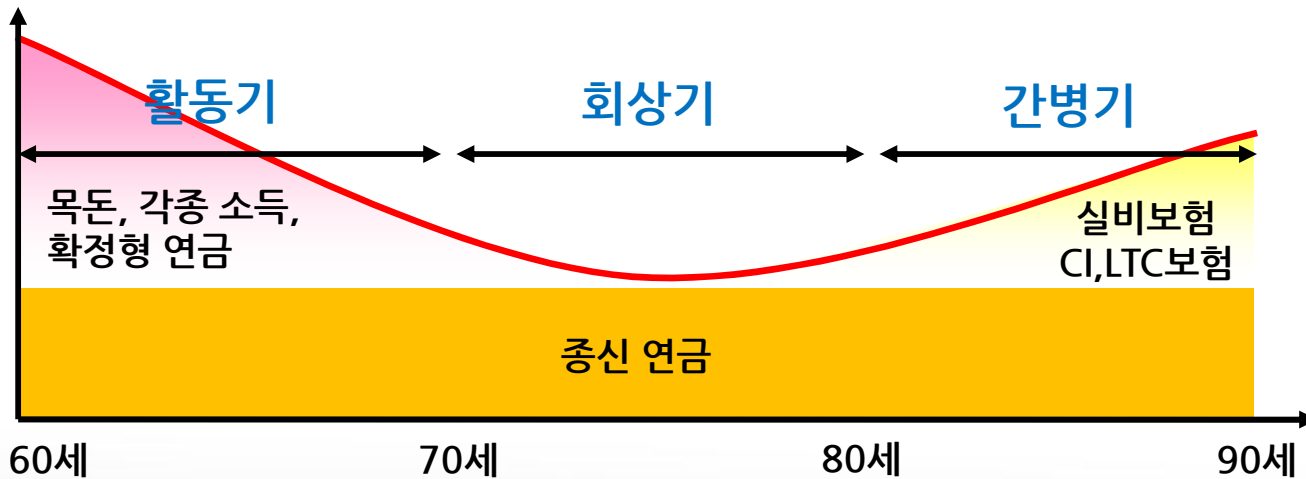 활동기
회상기
간병기
목돈, 각종 소득,
확정형 연금
실비보험
CI,LTC보험
종신 연금
60세
70세
80세
90세